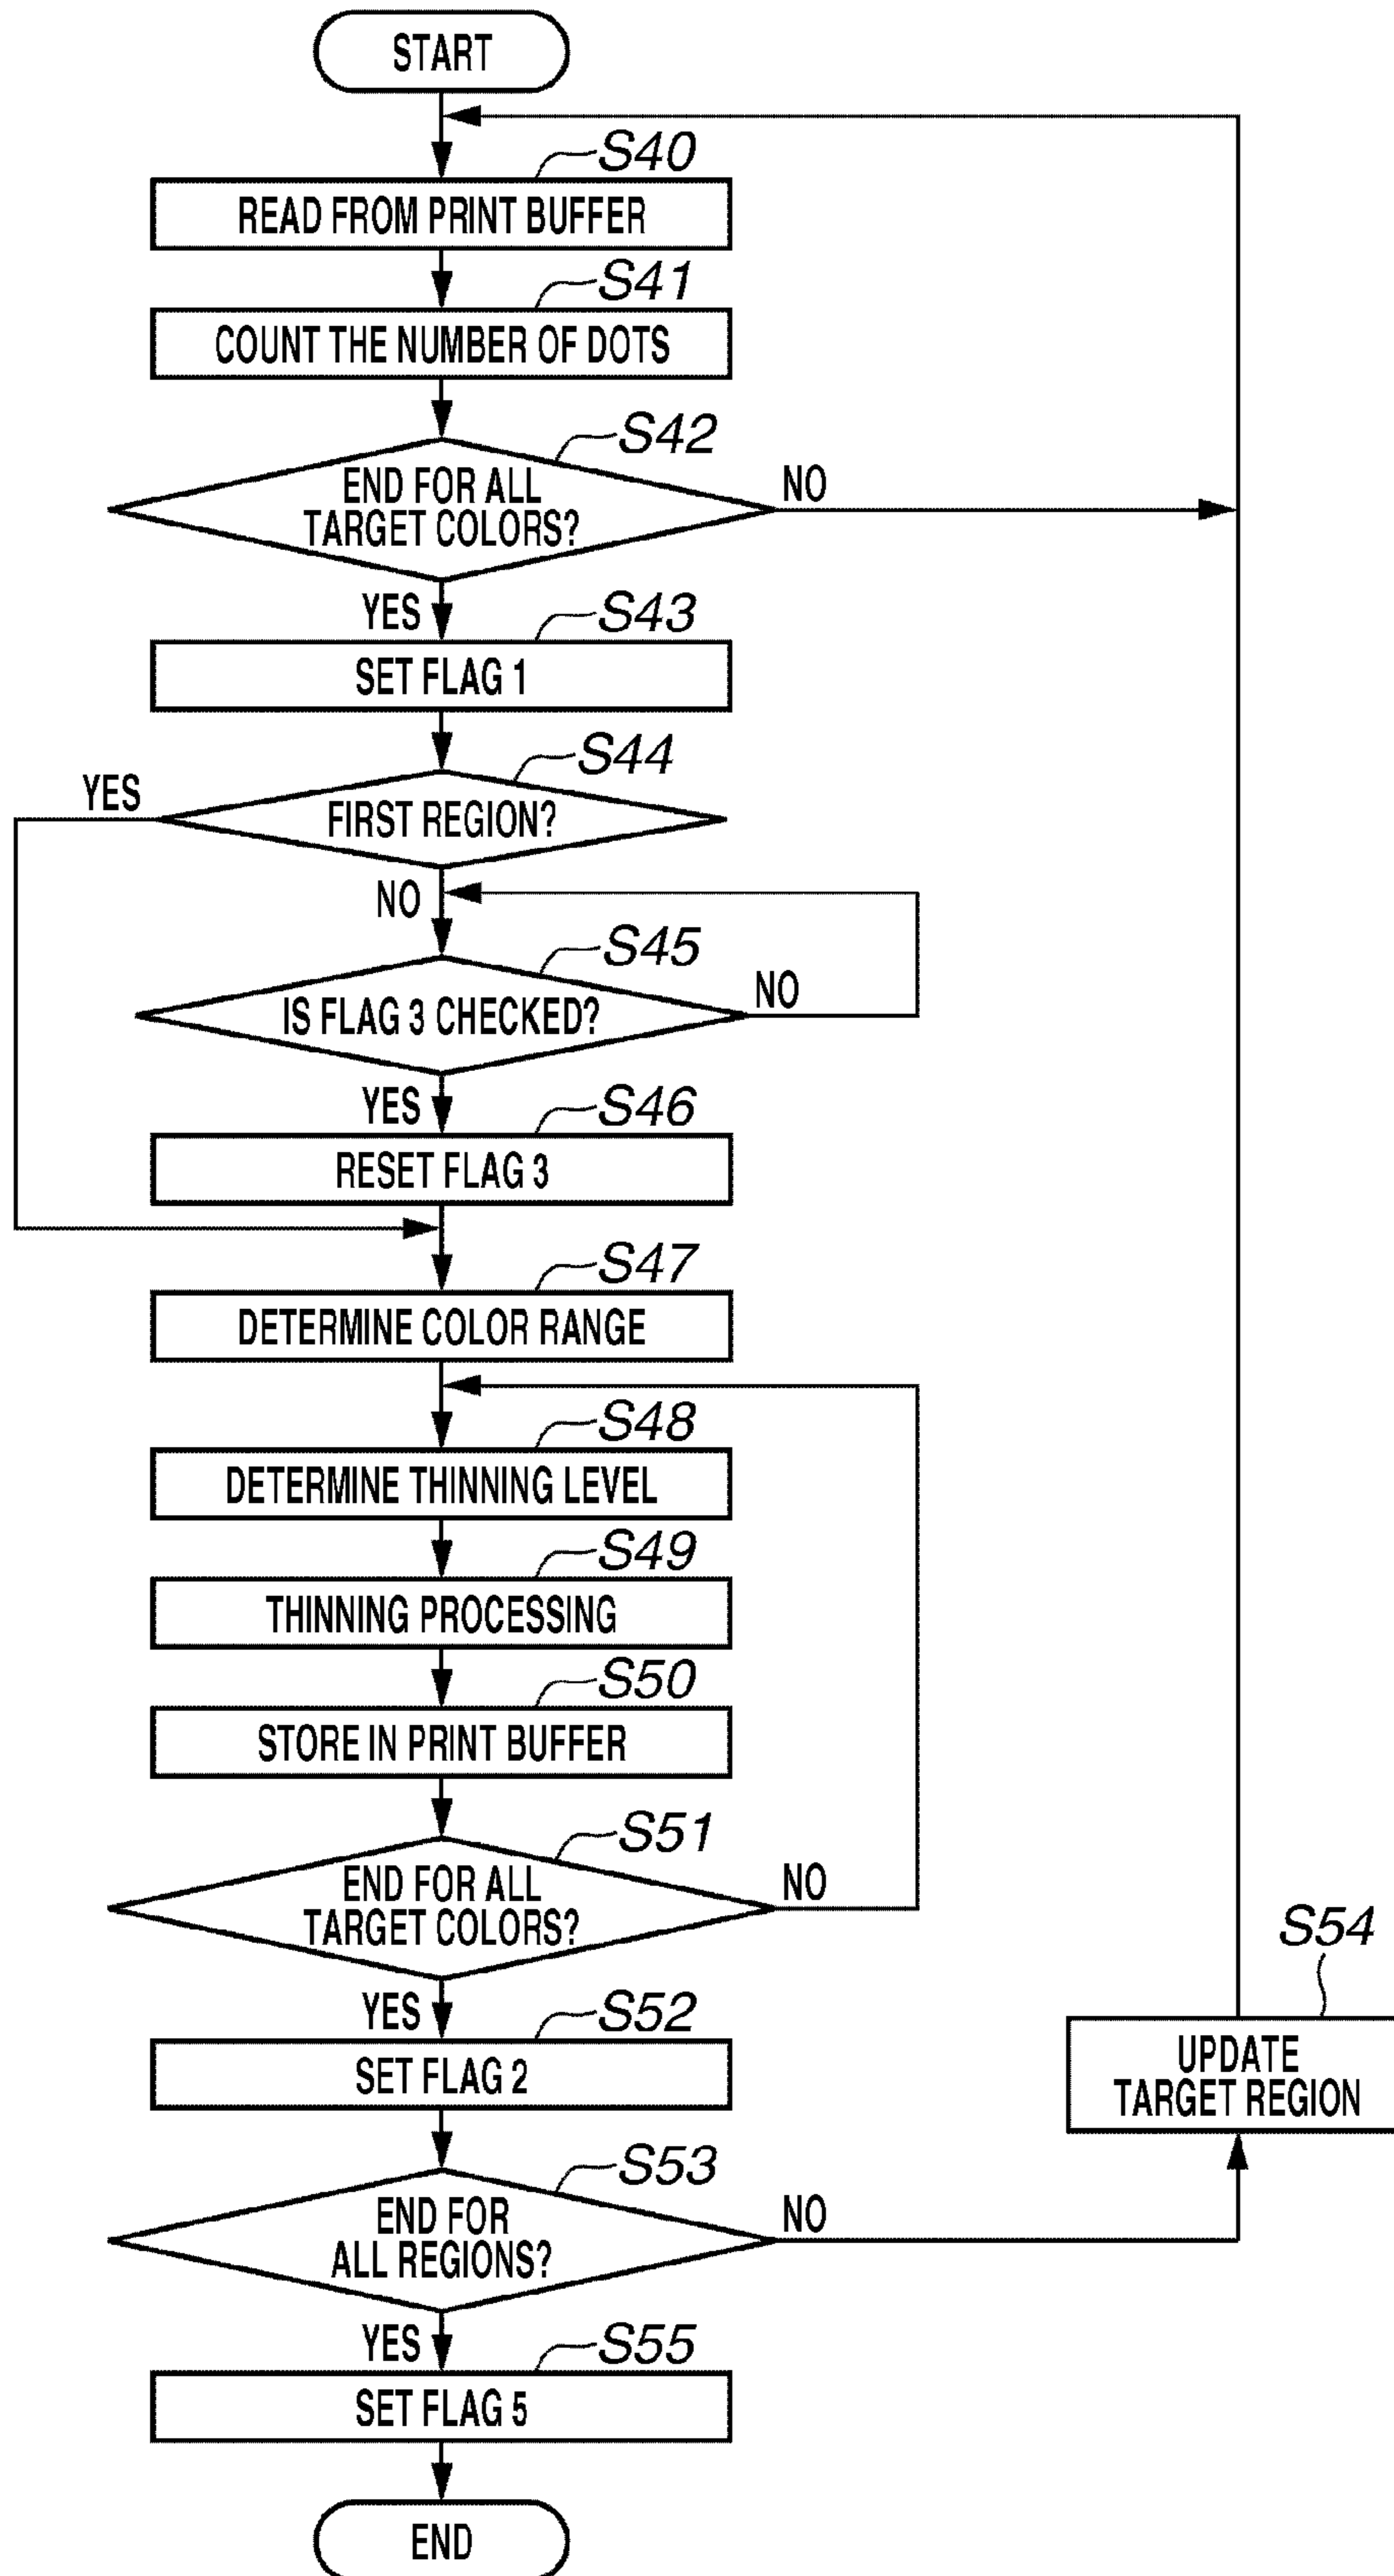 START
S40
READ FROM PRINT BUFFER
S41
COUNT THE NUMBER OF DOTS
S42
END FOR ALL
TARGET COLORS?
NO
YES
S43
SET FLAG 1
S44
YES
FIRST REGION?
NO
S45
IS FLAG 3 CHECKED?
NO
YES
S46
RESET FLAG 3
S47
DETERMINE COLOR RANGE
S48
DETERMINE THINNING LEVEL
S49
THINNING PROCESSING
S50
STORE IN PRINT BUFFER
S51
END FOR ALL
TARGET COLORS?
NO
S54
UPDATE
TARGET REGION
YES
S52
SET FLAG 2
S53
END FOR
ALL REGIONS?
NO
YES
S55
SET FLAG 5
END